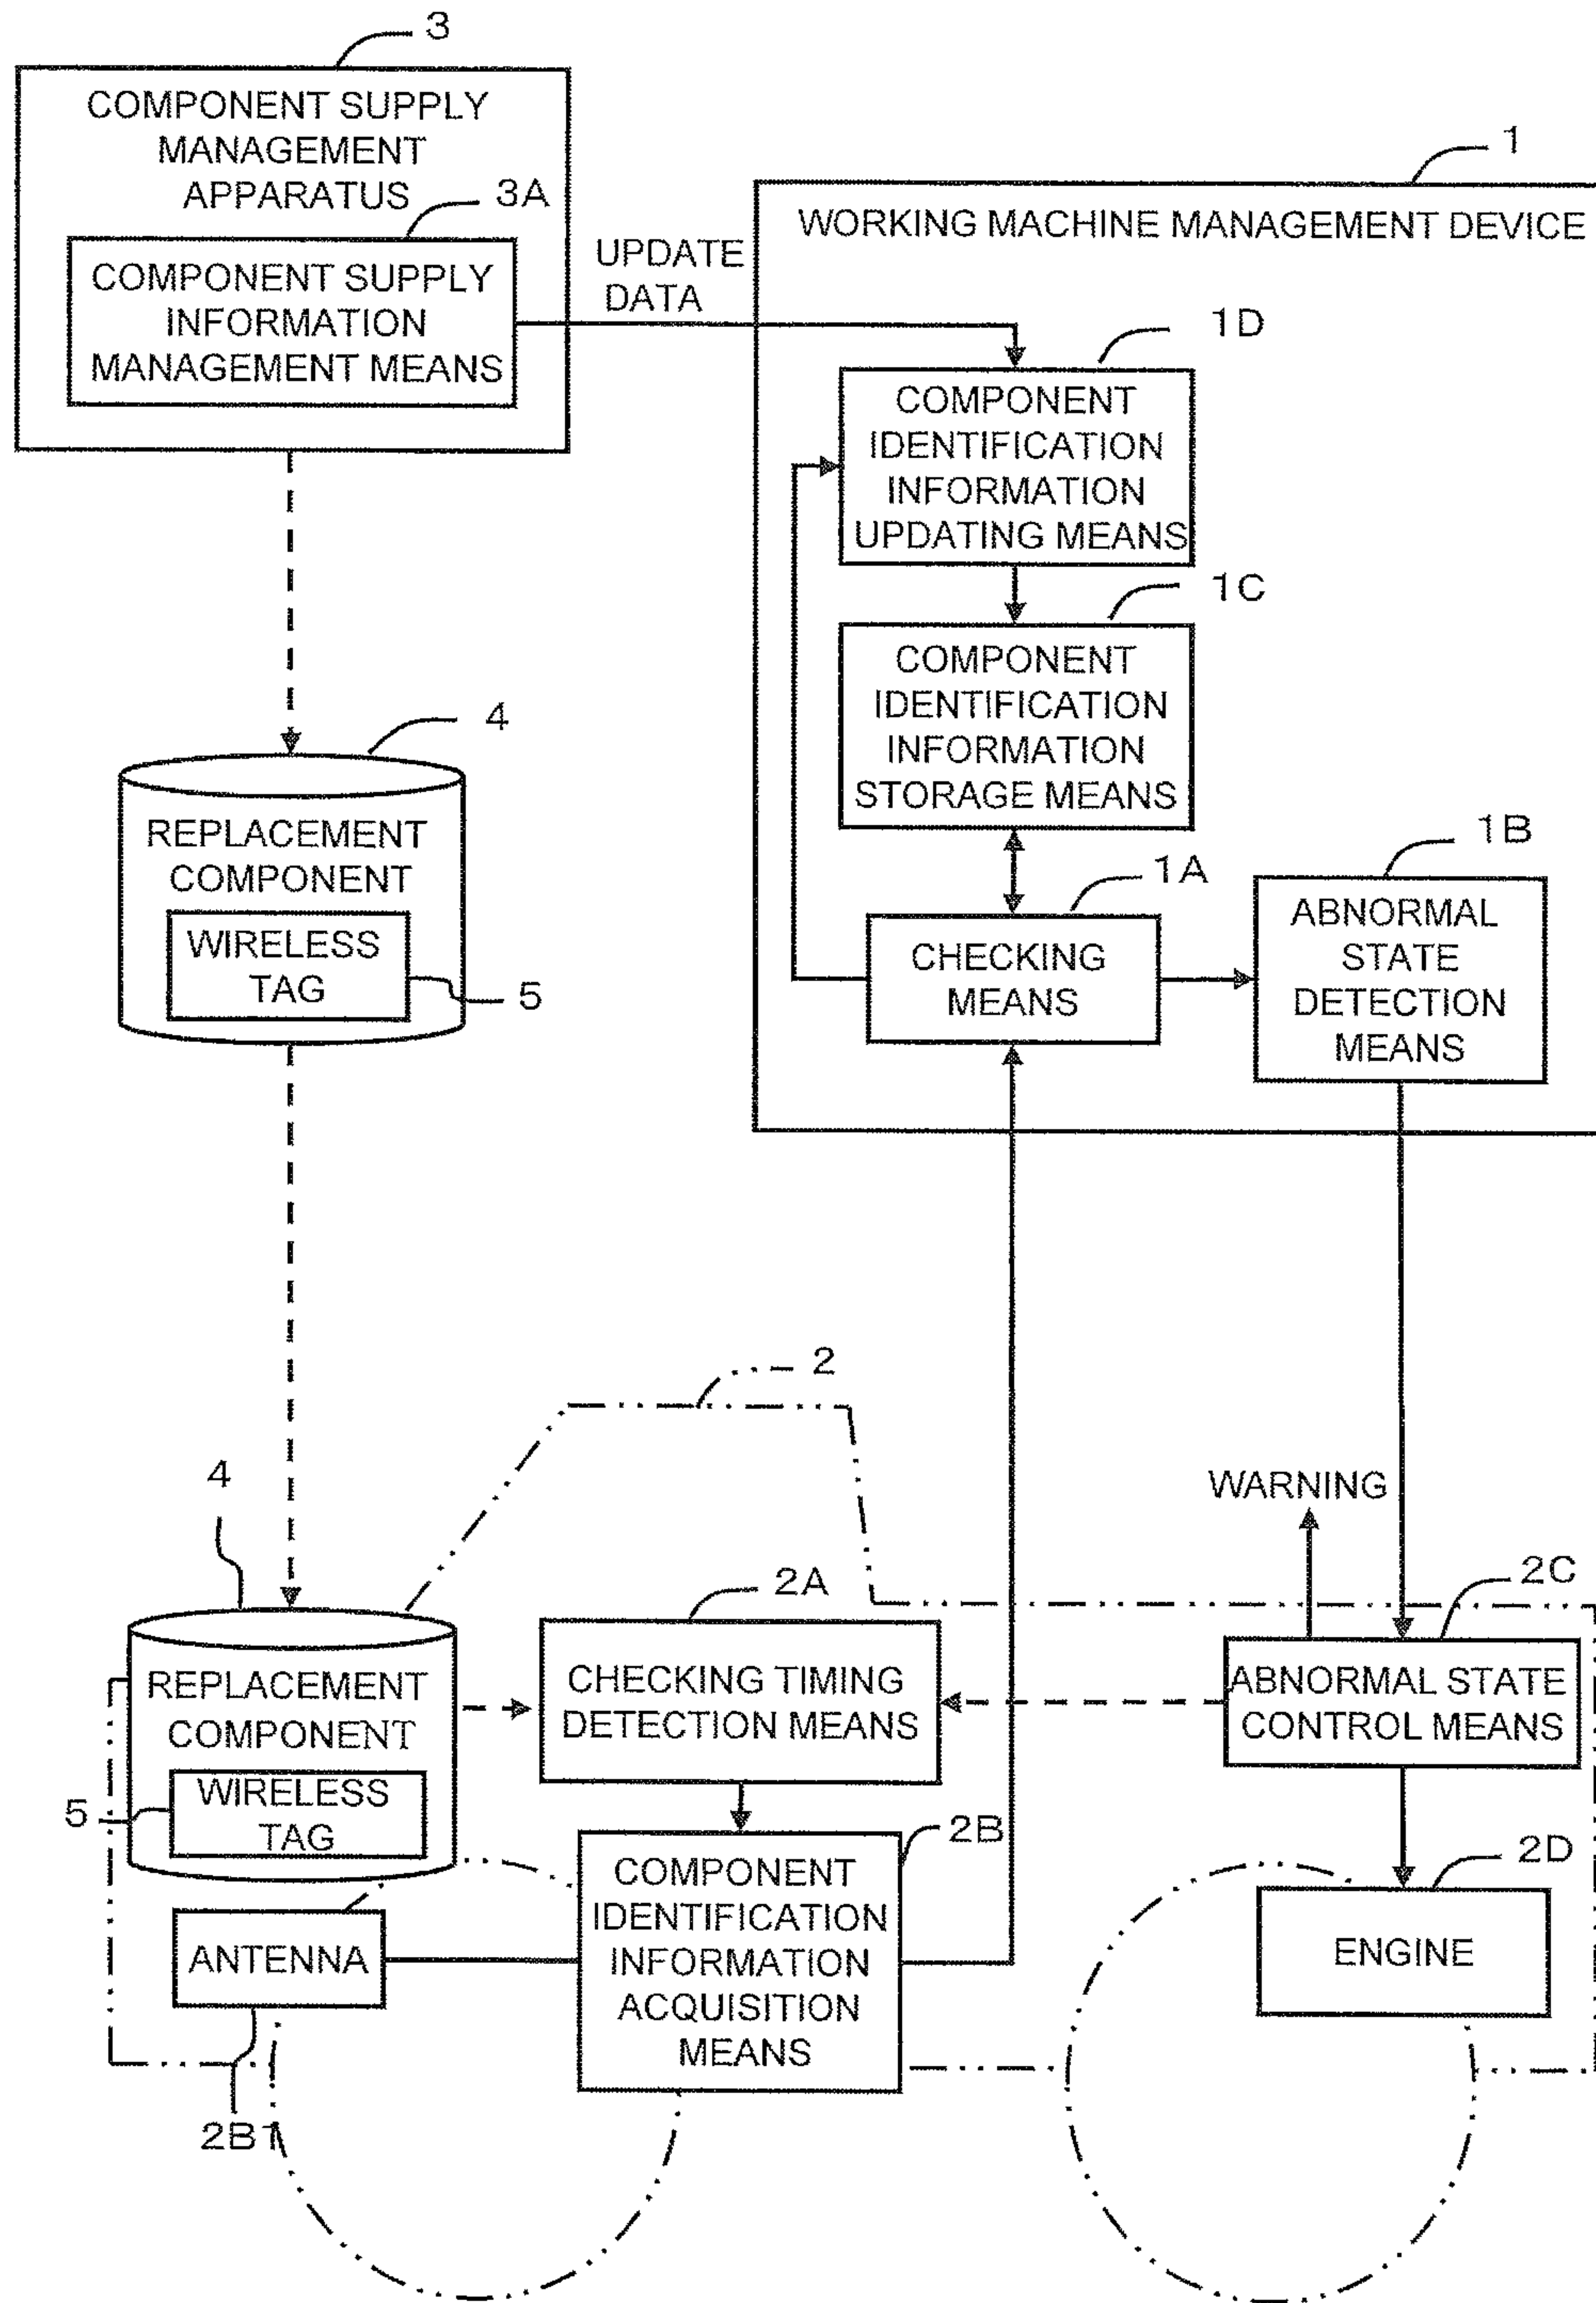 3
COMPONENT SUPPLY
MANAGEMENT
APPARATUS
3A
COMPONENT SUPPLY
INFORMATION
MANAGEMENT MEANS
UPDATE
DATA
1
WORKING MACHINE MANAGEMENT DEVICE
1D
COMPONENT
IDENTIFICATION
INFORMATION
UPDATING MEANS
1C
COMPONENT
IDENTIFICATION
INFORMATION
STORAGE MEANS
1A
CHECKING
MEANS
1B
ABNORMAL
STATE
DETECTION
MEANS
4
REPLACEMENT
COMPONENT
WIRELESS
TAG
5
2
WARNING
4
REPLACEMENT
COMPONENT
WIRELESS
TAG
5
2A
CHECKING TIMING
DETECTION MEANS
2C
ABNORMAL STATE
CONTROL MEANS
2B
COMPONENT
IDENTIFICATION
INFORMATION
ACQUISITION
MEANS
ANTENNA
2B1
2D
ENGINE